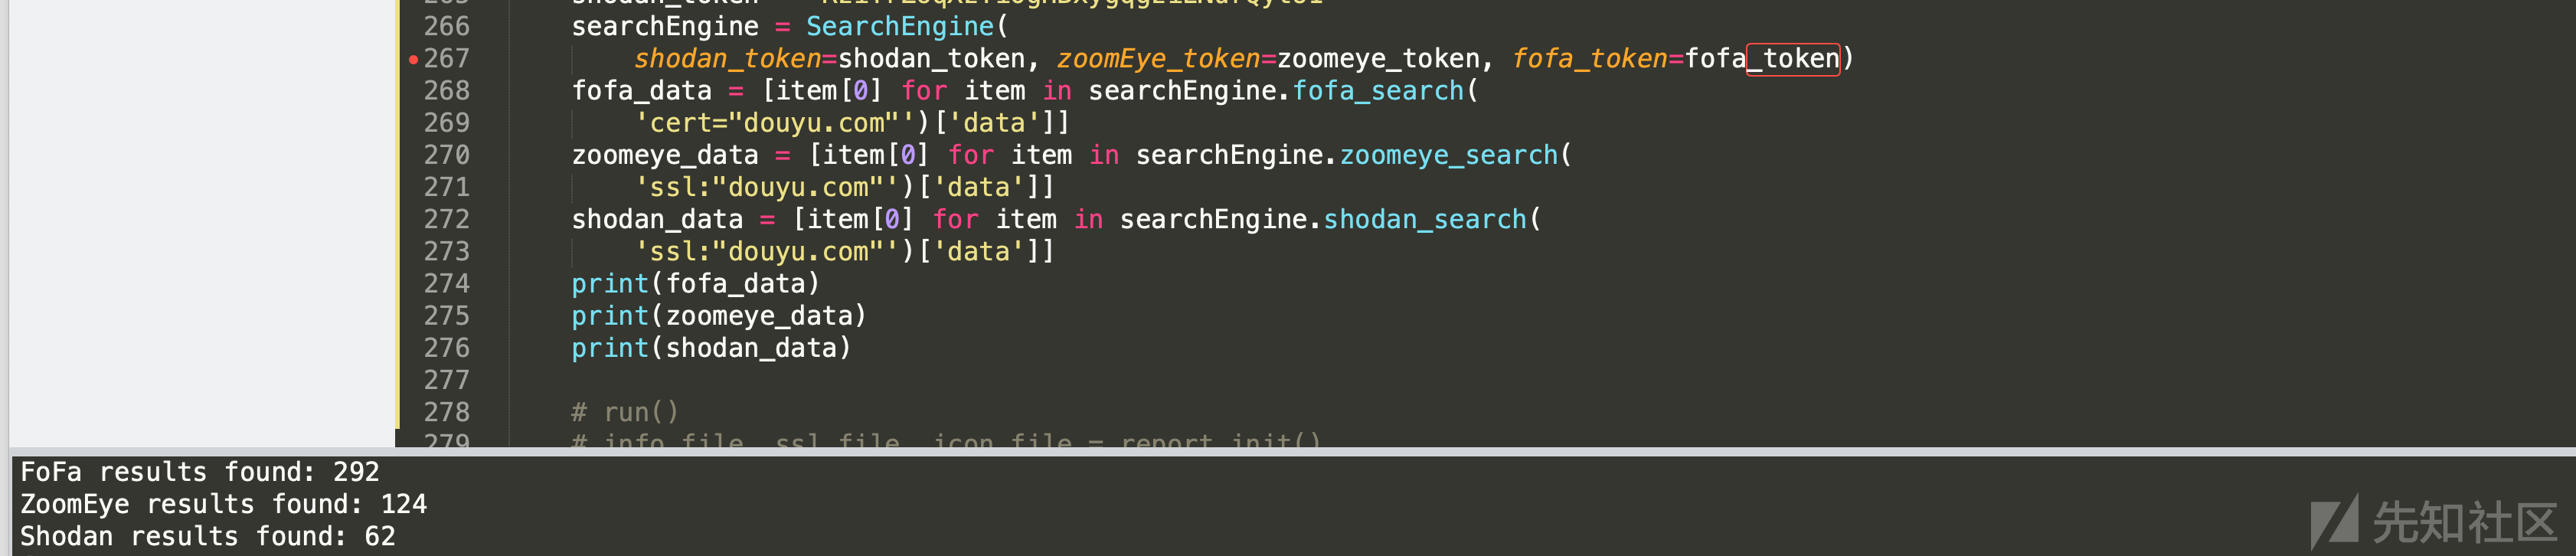 266 searchEngine = SearchEngine(
267 shodan_token=shodan_token, zoomEye_token=zoomeye_token, fofa_token=fofa_token)
268 fofa_data = [item[0] for item in searchEngine.fofa_search(
269 'cert="douyu.com"')['data']]
270 zoomeye_data = [item[0] for item in searchEngine.zoomeye_search(
271 'ssl:"douyu.com"')['data']]
272 shodan_data = [item[0] for item in searchEngine.shodan_search(
273 'ssl:"douyu.com"')['data']]
274 print(fofa_data)
275 print(zoomeye_data)
276 print(shodan_data)
277
278 # run()
279 # info_file, ssl_file, icon_file = report_init()
FoFa results found: 292
ZoomEye results found: 124
Shodan results found: 62
先知社区